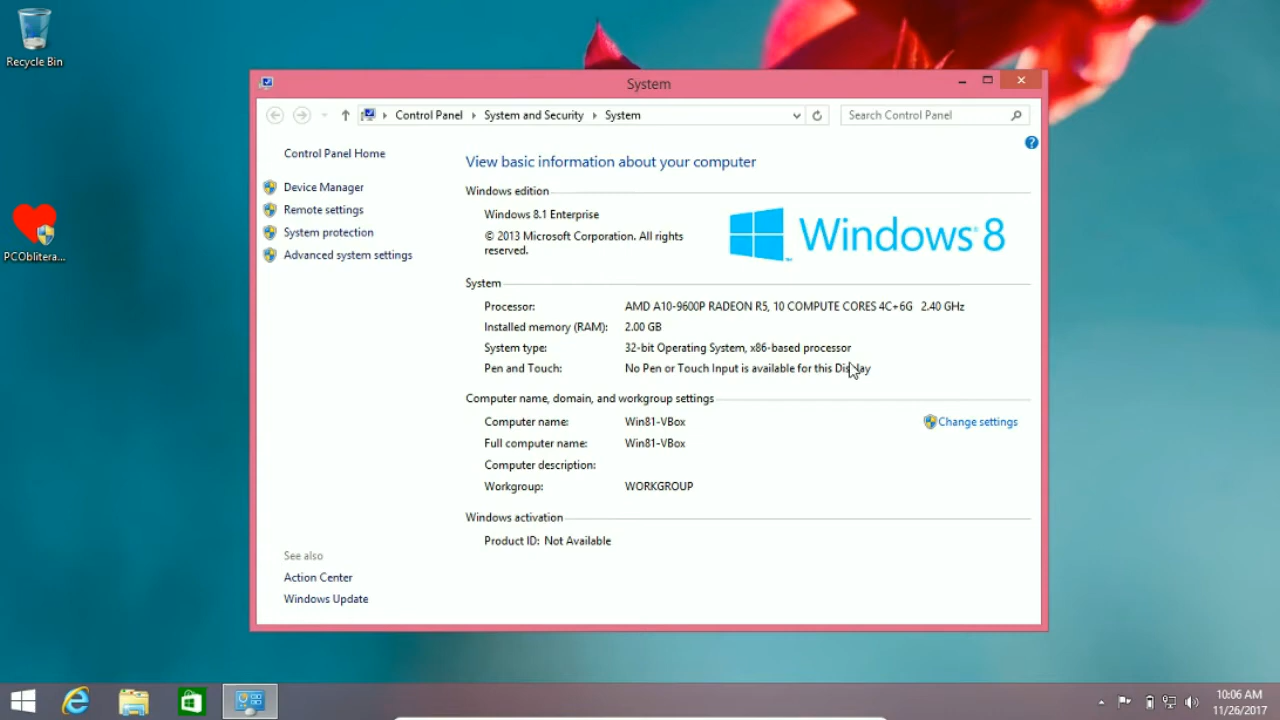 Recycle Bin
PCOblitera...
System
Control Panel
System and Security
System
Search Control Panel
Control Panel Home
Device Manager
Remote settings
System protection
Advanced system settings
See also
Action Center
Windows Update
View basic information about your computer
Windows edition
Windows 8.1 Enterprise
© 2013 Microsoft Corporation. All rights
reserved.
Windows® 8
System
Processor: AMD A10-9600P RADEON R5, 10 COMPUTE CORES 4C+6G 2.40 GHz
Installed memory (RAM): 2.00 GB
System type: 32-bit Operating System, x86-based processor
Pen and Touch: No Pen or Touch Input is available for this Display
Computer name, domain, and workgroup settings
Computer name: Win81-VBox
Change settings
Full computer name: Win81-VBox
Computer description:
Workgroup: WORKGROUP
Windows activation
Product ID: Not Available
10:06 AM
11/26/2017